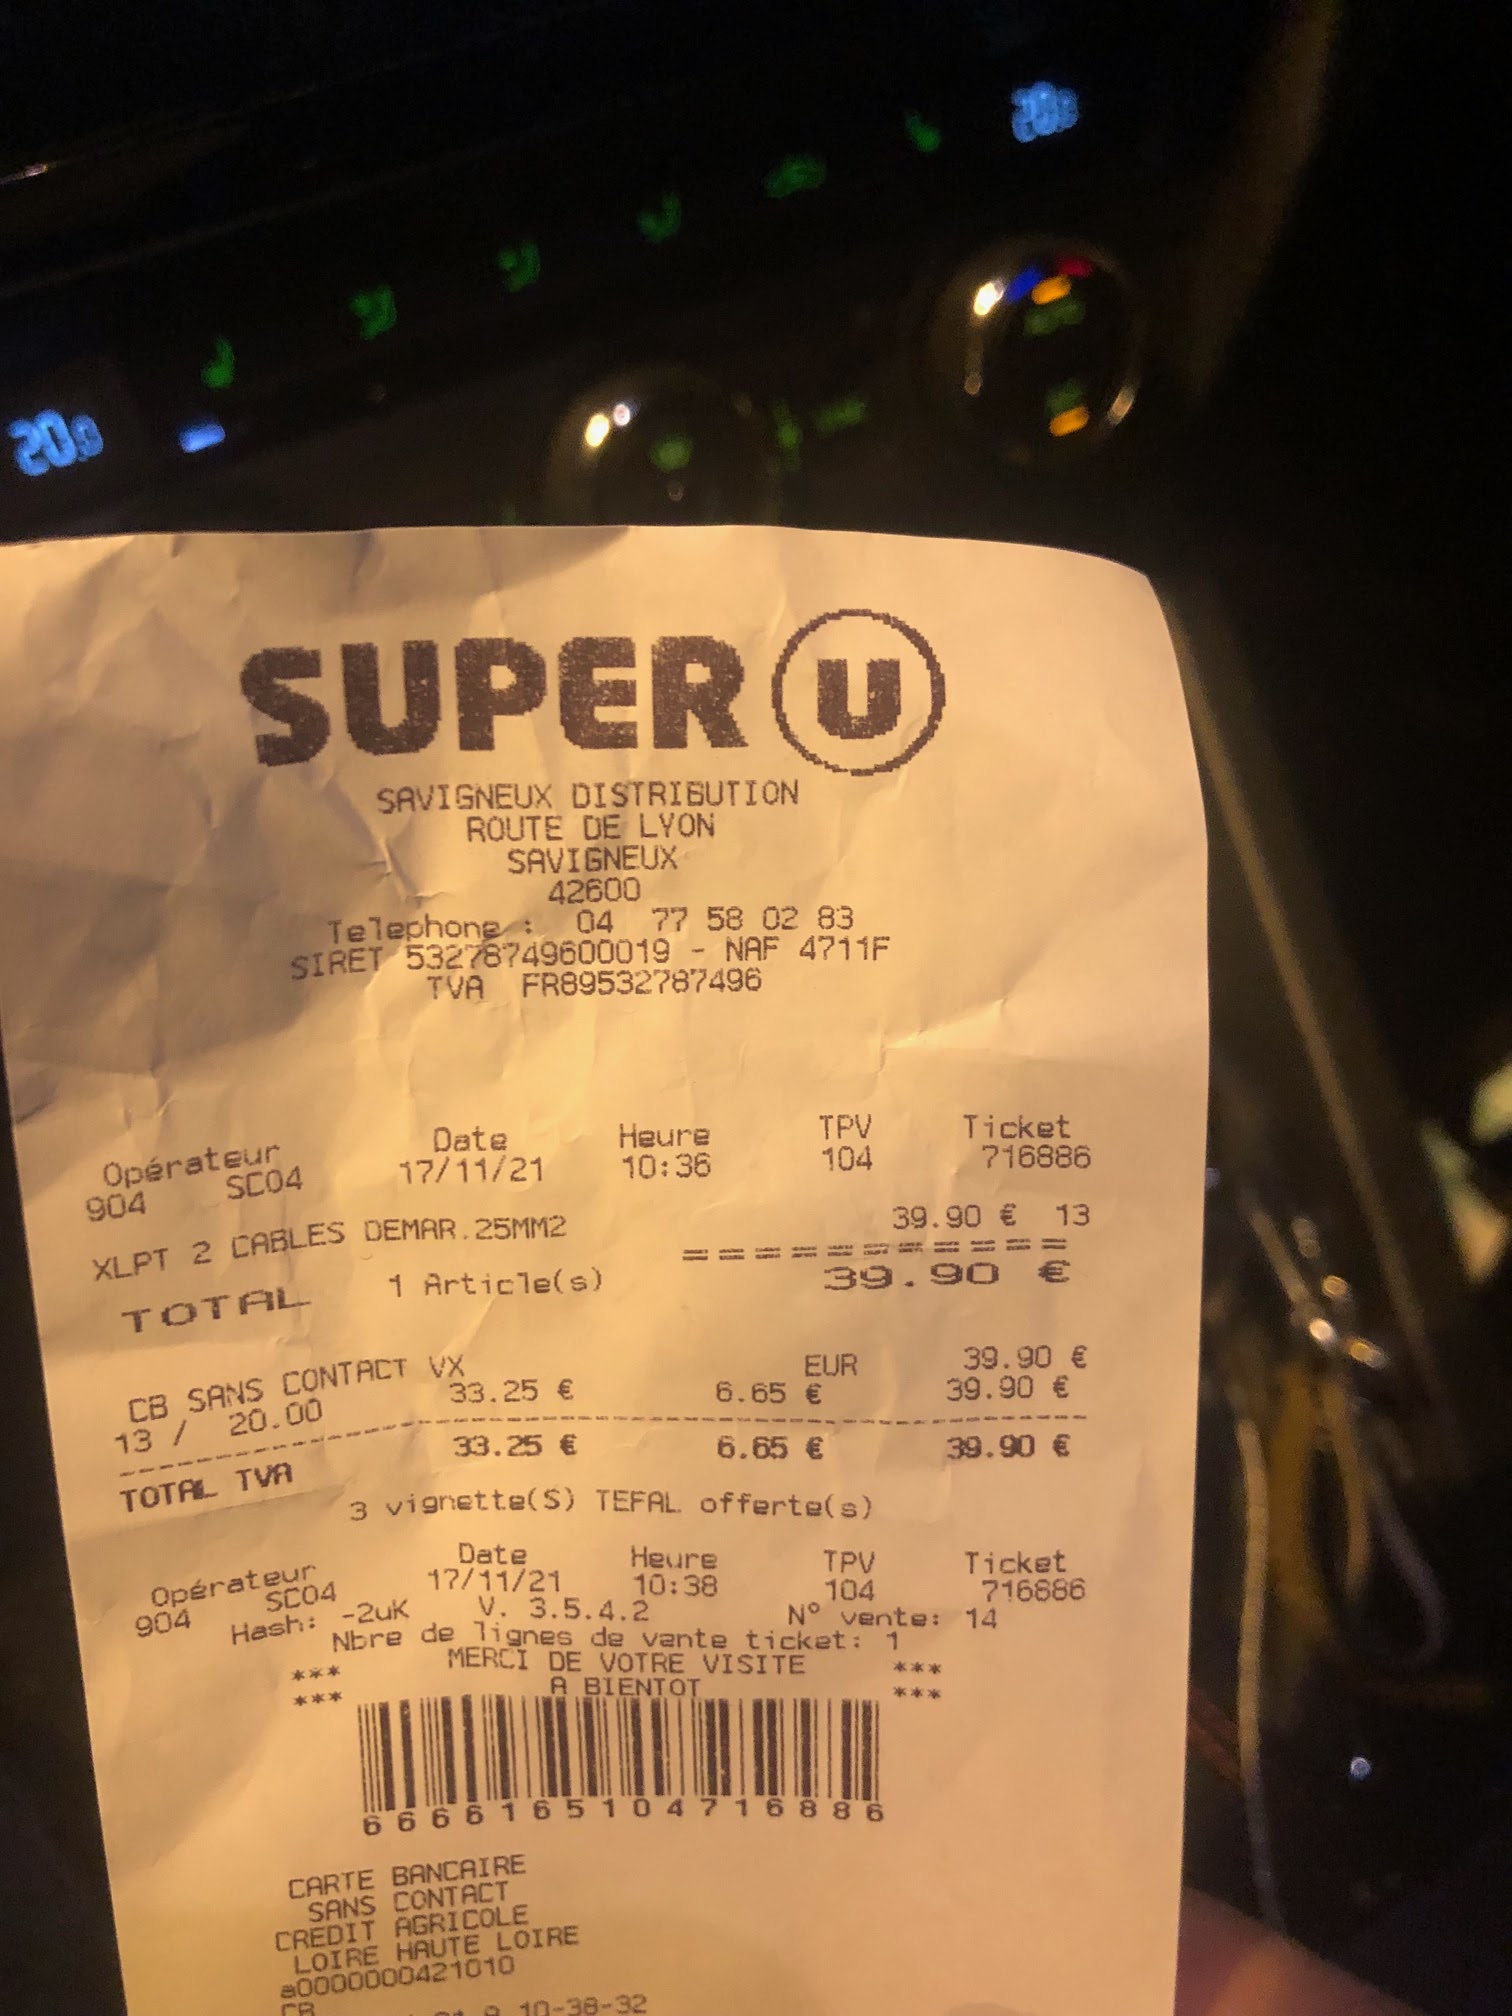 20.0
20.0
SUPER U
SAVIGNEUX DISTRIBUTION
ROUTE DE LYON
SAVIGNEUX
42600
Telephone : 04 77 58 02 83
SIRET 53278749600019 - NAF 4711F
TVA FR89532787496
Opérateur Date Heure TPV Ticket
904 SC04 17/11/21 10:36 104 716886
XLPT 2 CABLES DEMAR.25MM2 39.90 € 13
===========
TOTAL 1 Article(s) 39.90 €
CB SANS CONTACT VX EUR 39.90 €
13 / 20.00 33.25 € 6.65 € 39.90 €
TOTAL TVA 33.25 € 6.65 € 39.90 €
3 vignette(S) TEFAL offerte(s)
Opérateur Date Heure TPV Ticket
904 SC04 17/11/21 10:38 104 716886
Hash: -2uK V. 3.5.4.2 N° vente: 14
Nbre de lignes de vente ticket: 1
*** MERCI DE VOTRE VISITE ***
*** A BIENTOT ***
6666165104716886
CARTE BANCAIRE
SANS CONTACT
CREDIT AGRICOLE
LOIRE HAUTE LOIRE
a0000000421010
CB
A 10-38-32